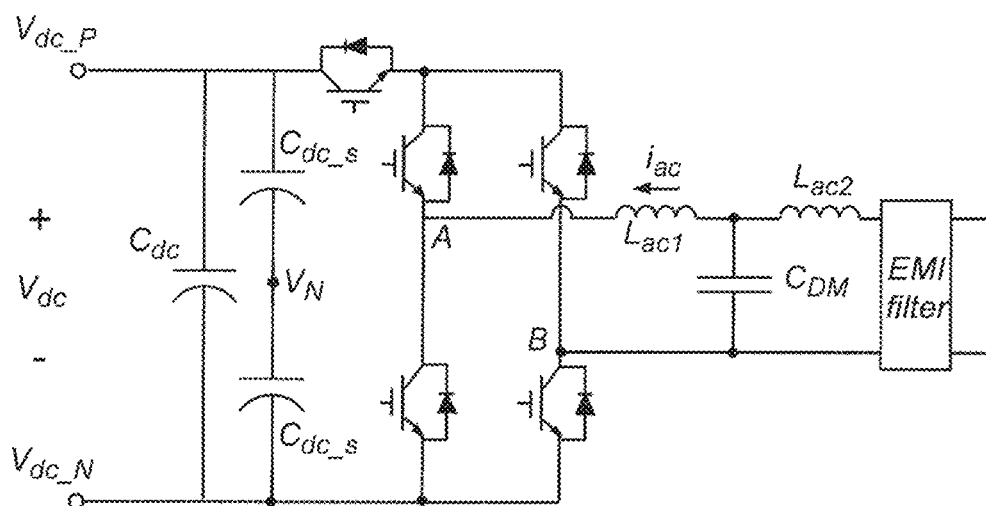 V_dc_P
C_dc_s
i_ac
L_ac2
+
A
L_ac1
C_dc
V_dc
V_N
C_DM
EMI
filter
B
-
C_dc_s
V_dc_N